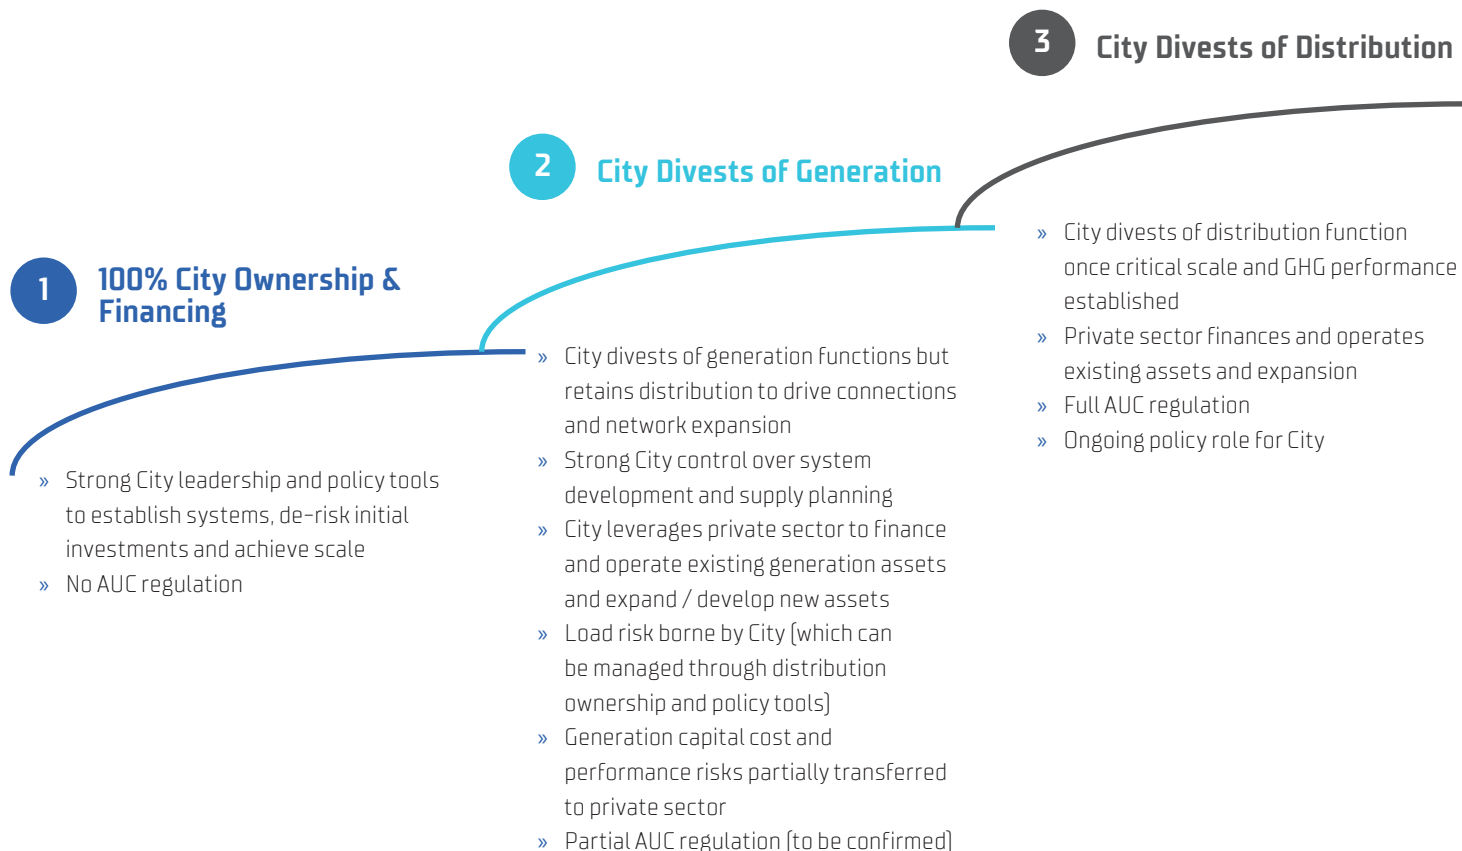 1
100% City Ownership &
Financing
» Strong City leadership and policy tools
to establish systems, de-risk initial
investments and achieve scale
» No AUC regulation
2
City Divests of Generation
» City divests of generation functions but
retains distribution to drive connections
and network expansion
» Strong City control over system
development and supply planning
» City leverages private sector to finance
and operate existing generation assets
and expand / develop new assets
» Load risk borne by City (which can
be managed through distribution
ownership and policy tools)
» Generation capital cost and
performance risks partially transferred
to private sector
» Partial AUC regulation (to be confirmed)
3
City Divests of Distribution
» City divests of distribution function
once critical scale and GHG performance
established
» Private sector finances and operates
existing assets and expansion
» Full AUC regulation
» Ongoing policy role for City